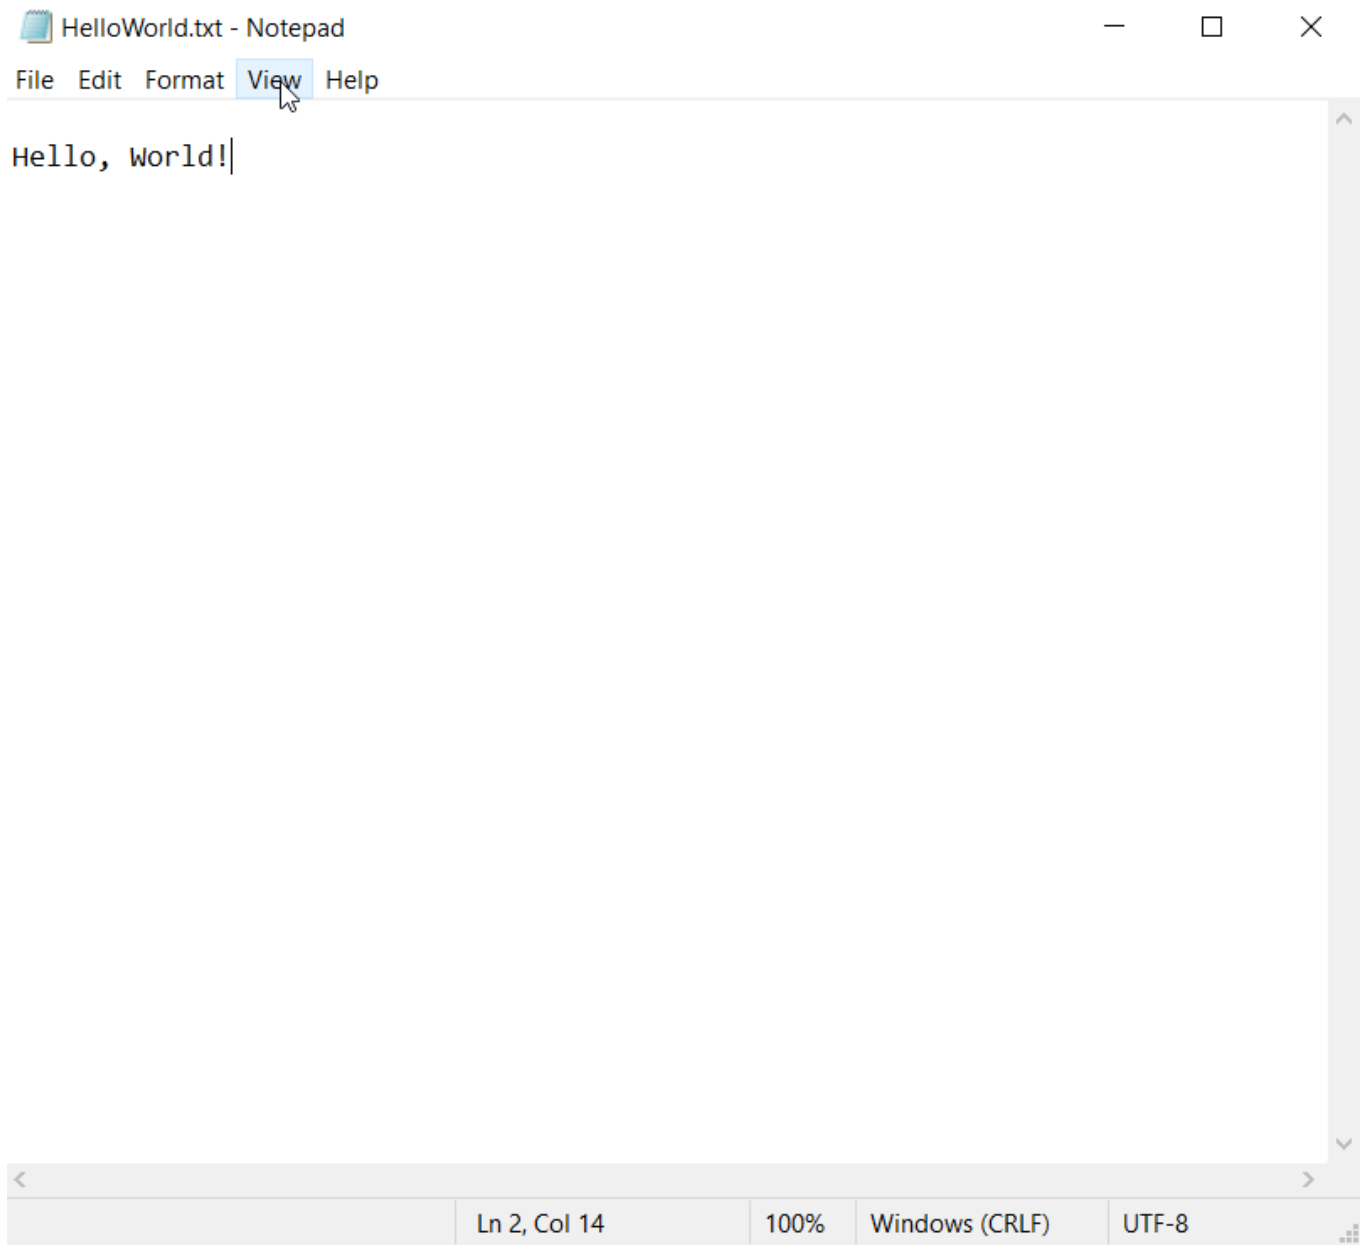 HelloWorld.txt - Notepad
File Edit Format View Help
Hello, World!
Ln 2, Col 14 100% Windows (CRLF) UTF-8